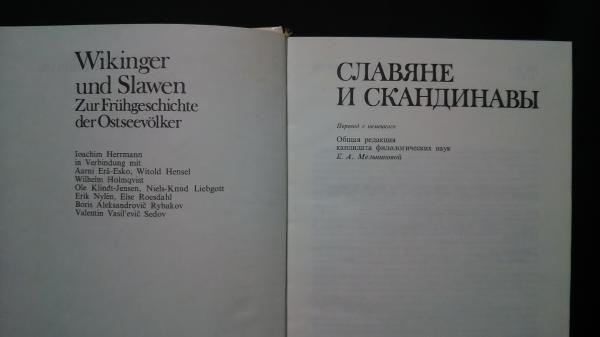 Wikinger
und Slawen
Zur Frühgeschichte
der Ostseevölker
Ioachim Herrmann
in Verbindung mit
Aarni Erä-Esko, Witold Hensel
Wilhelm Holmqvist
Ole Klindt-Jensen, Niels-Knud Liebgott
Erik Nylén, Eise Roesdahl
Boris Aleksandrovič Rybakov
Valentin Vasil'evič Sedov
СЛАВЯНЕ
И СКАНДИНАВЫ
Перевод с немецкого
Общая редакция
кандидата филологических наук
Е. А. Мельниковой